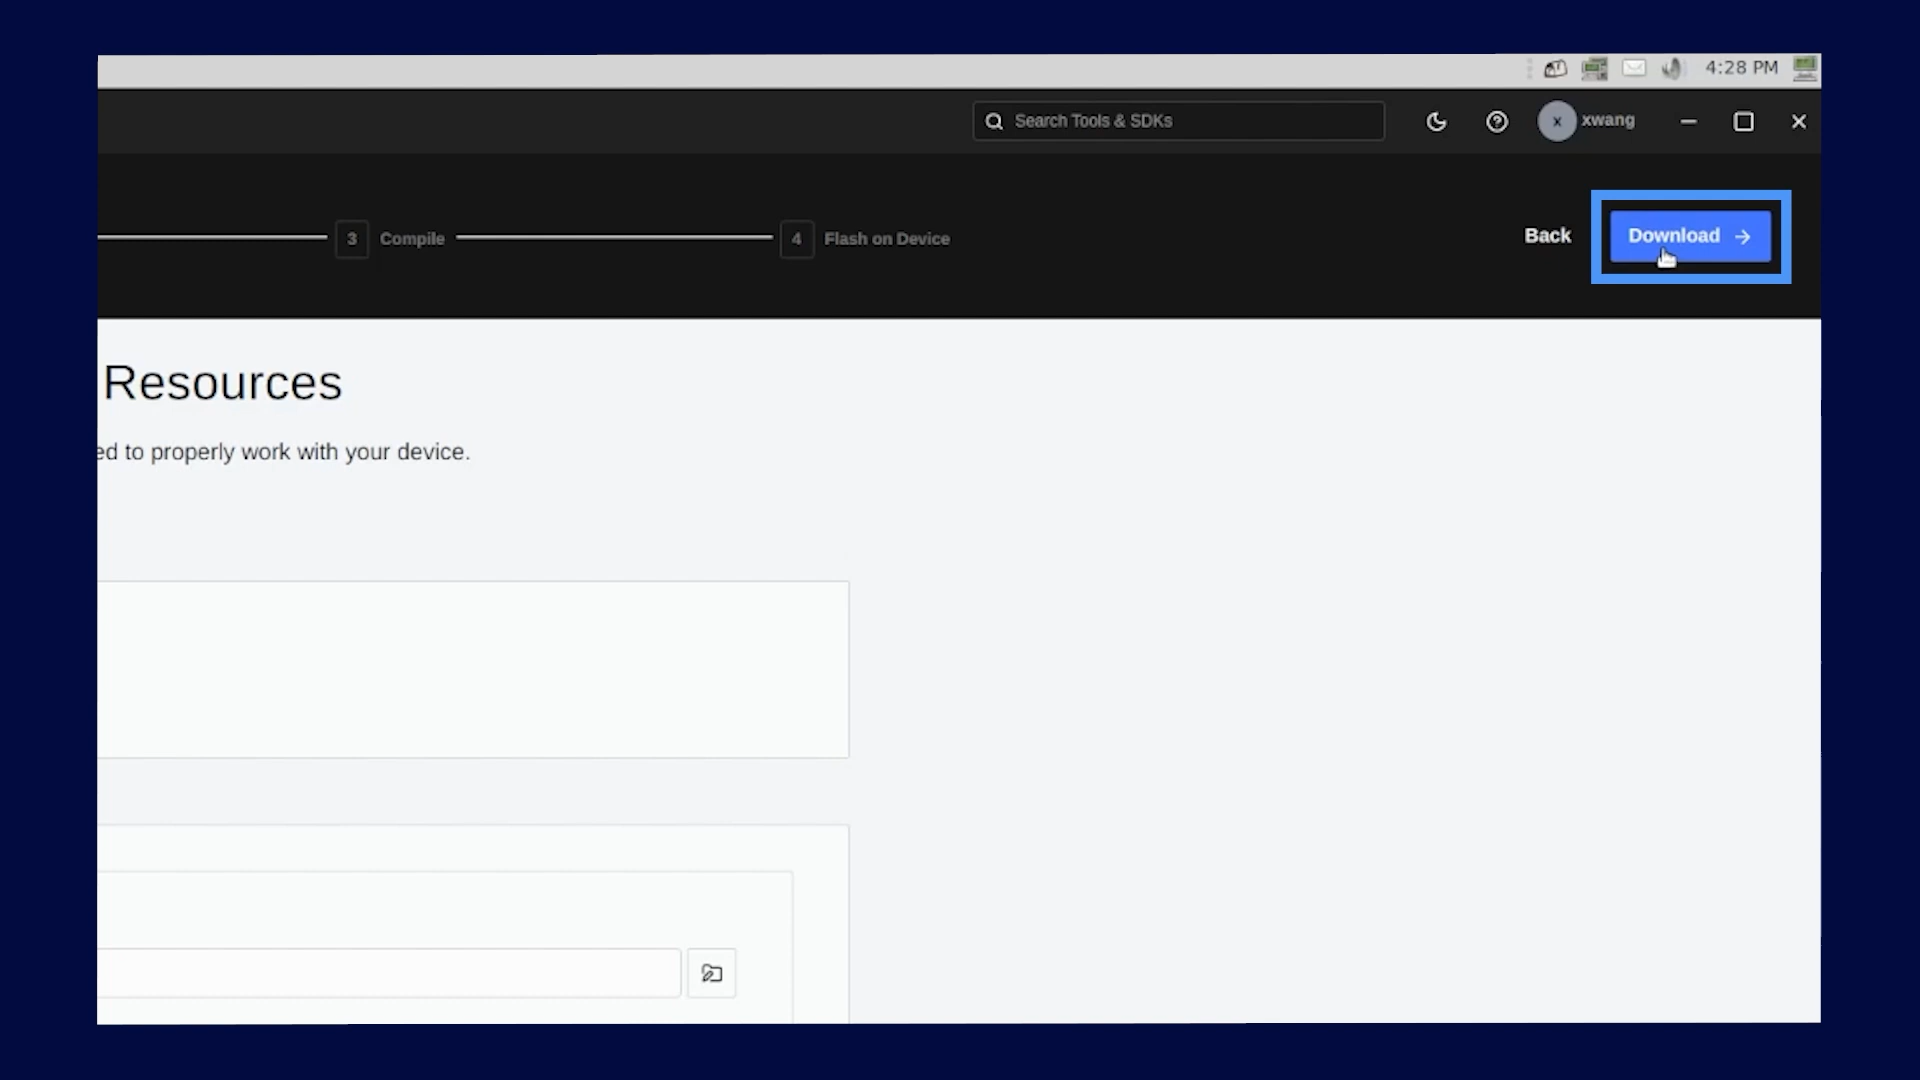 4:28 PM
Search Tools & SDKs
x xwang
3 Compile
4 Flash on Device
Back
Download
Resources
to properly work with your device.